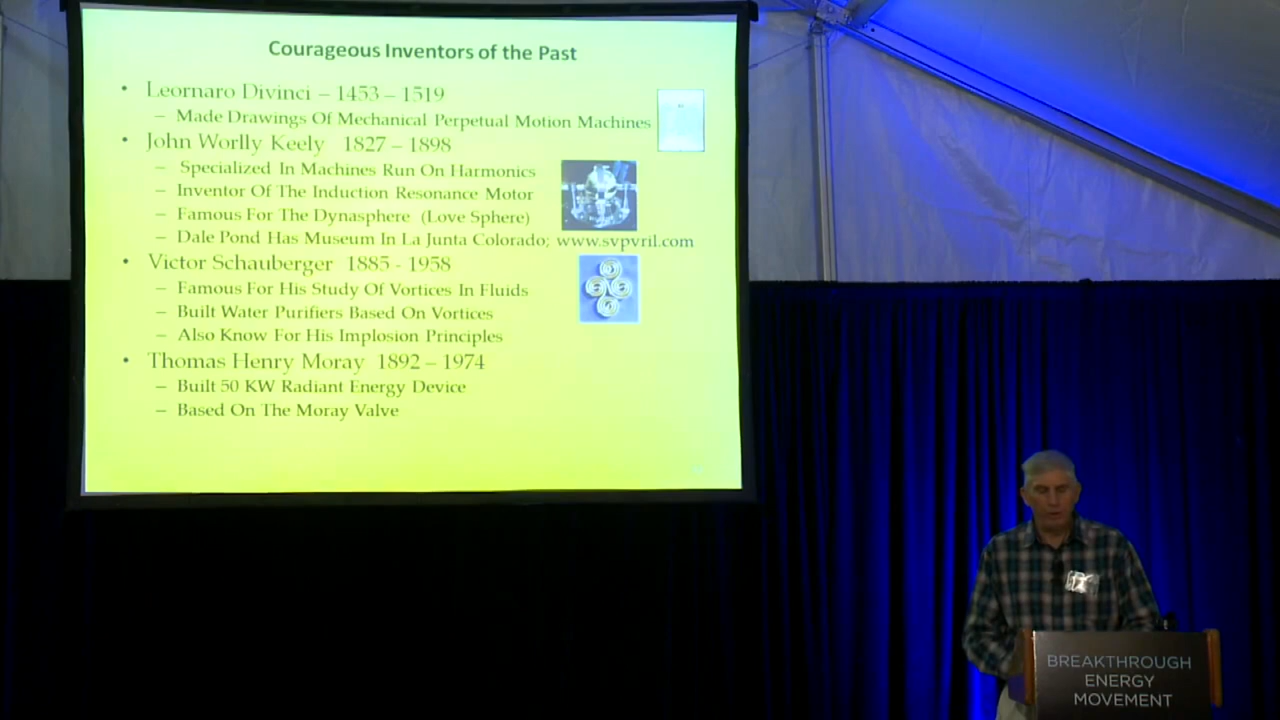 Courageous Inventors of the Past
• Leornaro Divinci – 1453 – 1519
– Made Drawings Of Mechanical Perpetual Motion Machines
• John Worlly Keely 1827 – 1898
– Specialized In Machines Run On Harmonics
– Inventor Of The Induction Resonance Motor
– Famous For The Dynasphere (Love Sphere)
– Dale Pond Has Museum In La Junta Colorado; www.svpvril.com
• Victor Schauberger 1885 - 1958
– Famous For His Study Of Vortices In Fluids
– Built Water Purifiers Based On Vortices
– Also Know For His Implosion Principles
• Thomas Henry Moray 1892 – 1974
– Built 50 KW Radiant Energy Device
– Based On The Moray Valve
BREAKTHROUGH
ENERGY
MOVEMENT